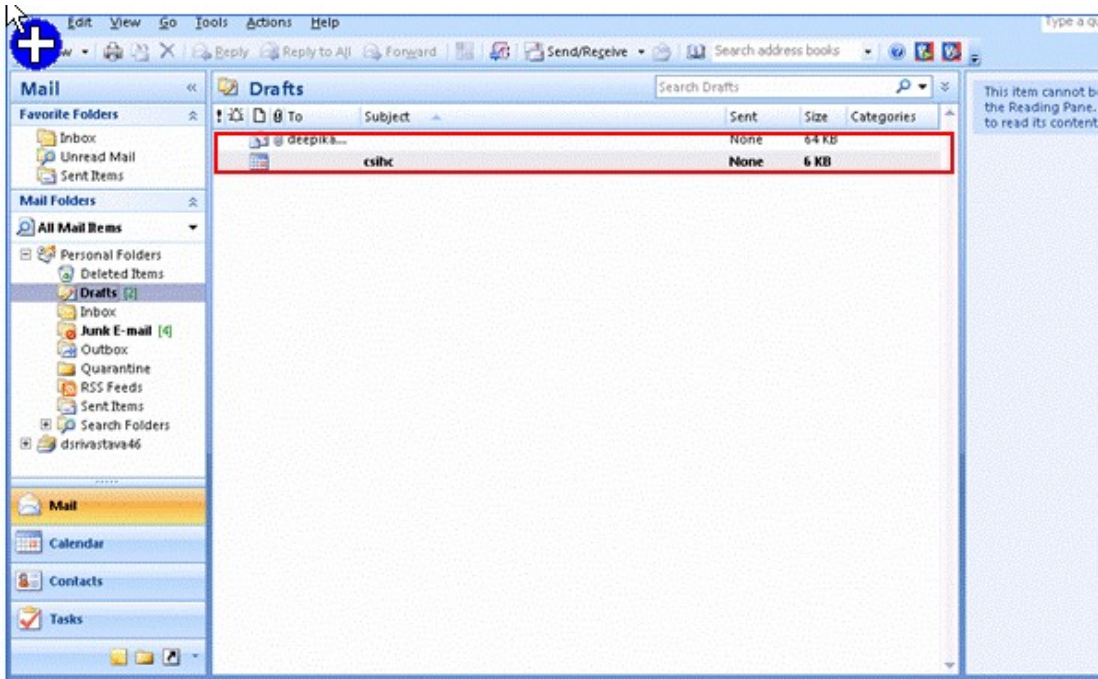 Edit View Go Tools Actions Help
Type a qu
w Reply Reply to All Forward Send/Receive Search address books
Mail «
Favorite Folders
Inbox
Unread Mail
Sent Items
Mail Folders
All Mail Items
Personal Folders
Deleted Items
Drafts [2]
Inbox
Junk E-mail [4]
Outbox
Quarantine
RSS Feeds
Sent Items
Search Folders
dsrivastava46
Mail
Calendar
Contacts
Tasks
Drafts
Search Drafts
! To Subject Sent Size Categories
deepika... None 64 KB
csihc None 6 KB
This item cannot b
the Reading Pane.
to read its content